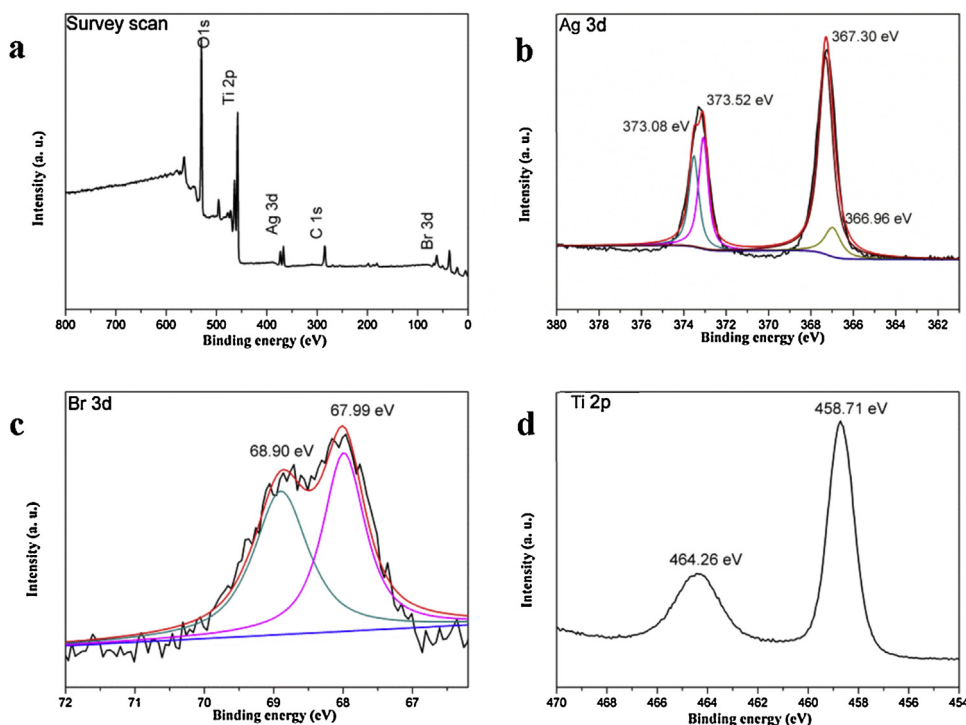 a
Survey scan
O1s
Ti 2p
Ag 3d
C 1s
Br 3d
Intensity (a. u.)
800 700 600 500 400 300 200 100 0
Binding energy (eV)
b
Ag 3d
367.30 eV
373.52 eV
373.08 eV
366.96 eV
Intensity (a. u.)
380 378 376 374 372 370 368 366 364 362
Binding energy (eV)
c
Br 3d
67.99 eV
68.90 eV
Intensity (a. u.)
72 71 70 69 68 67
Binding energy (eV)
d
Ti 2p
458.71 eV
464.26 eV
Intensity (a. u.)
470 468 466 464 462 460 458 456 454
Binding energy (eV)